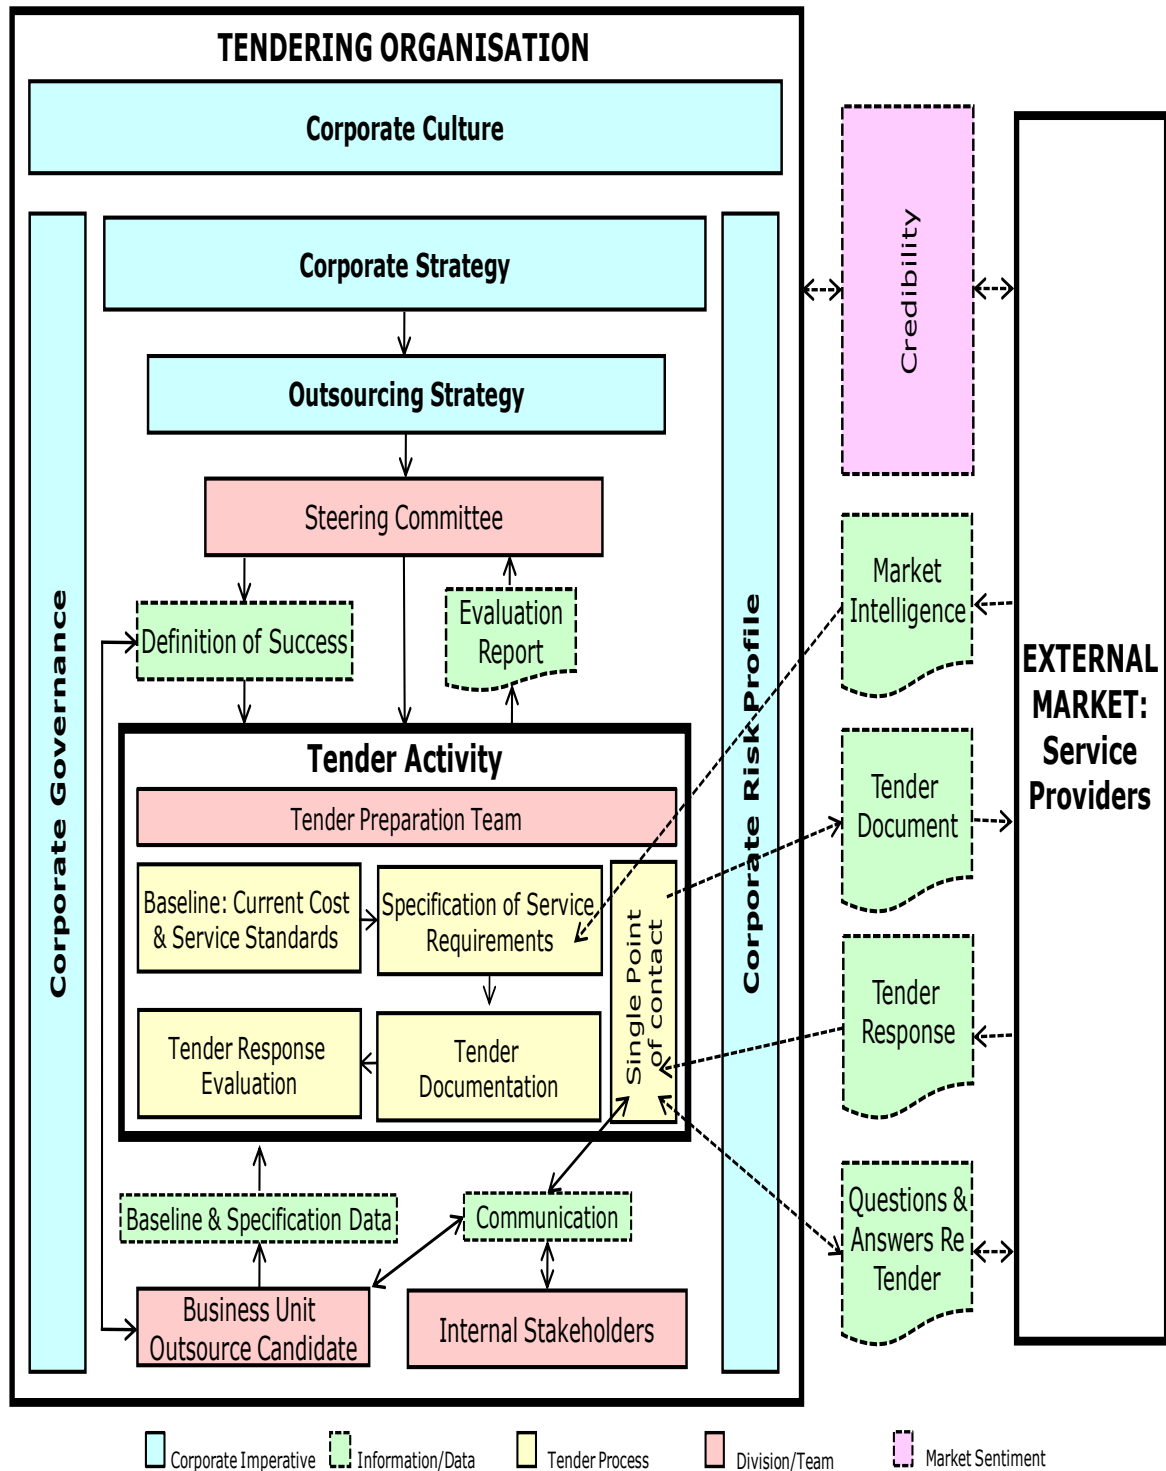 TENDERING ORGANISATION
Corporate Culture
Corporate Governance
Corporate Strategy
Outsourcing Strategy
Steering Committee
Definition of Success
Evaluation
Report
Tender Activity
Tender Preparation Team
Baseline: Current Cost
& Service Standards
Specification of Service
Requirements
Single Point
of contact
Tender Response
Evaluation
Tender
Documentation
Baseline & Specification Data
Communication
Business Unit
Outsource Candidate
Internal Stakeholders
Corporate Risk Profile
Credibility
Market
Intelligence
Tender
Document
Tender
Response
Questions &
Answers Re
Tender
EXTERNAL
MARKET:
Service
Providers
Corporate Imperative
Information/Data
Tender Process
Division/Team
Market Sentiment